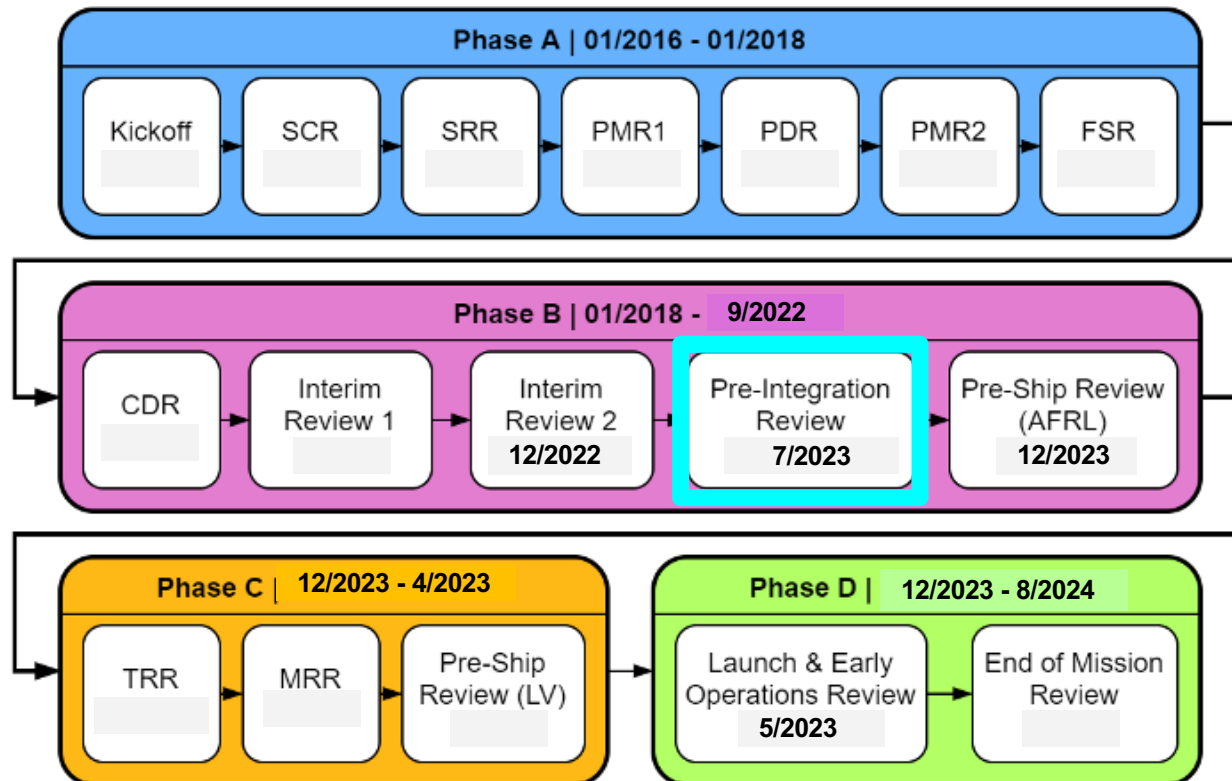 Phase A | 01/2016 - 01/2018
Kickoff
SCR
SRR
PMR1
PDR
PMR2
FSR
Phase B | 01/2018 - 9/2022
CDR
Interim
Review 1
Interim
Review 2
12/2022
Pre-Integration
Review
7/2023
Pre-Ship Review
(AFRL)
12/2023
Phase C | 12/2023 - 4/2023
TRR
MRR
Pre-Ship
Review (LV)
Phase D | 12/2023 - 8/2024
Launch & Early
Operations Review
5/2023
End of Mission
Review